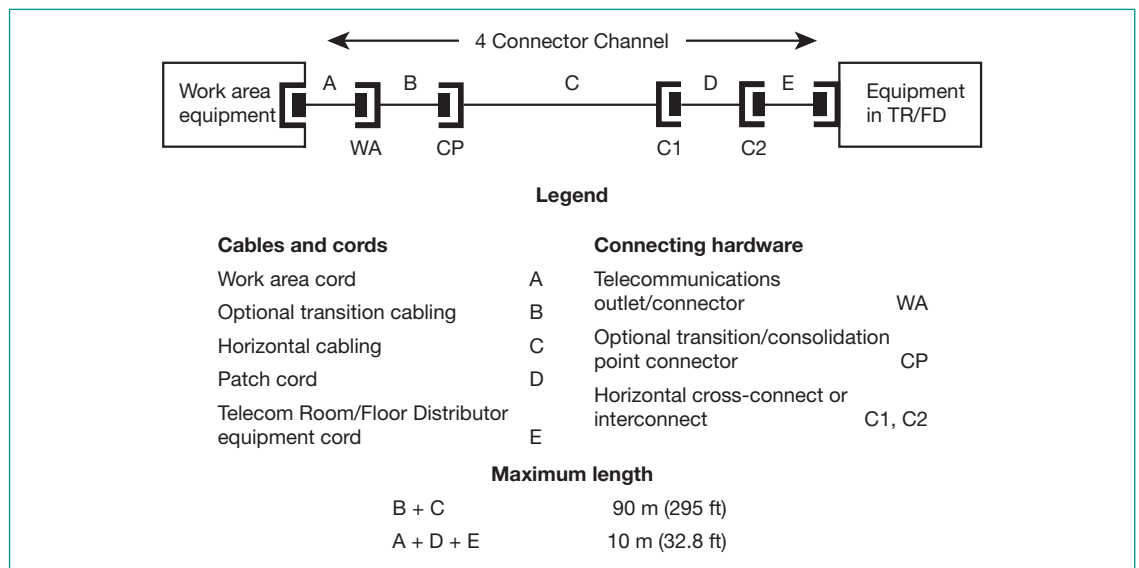 4 Connector Channel
Work area
equipment
A
B
C
D
E
Equipment
in TR/FD
WA
CP
C1
C2
Legend
Cables and cords
Work area cord A
Optional transition cabling B
Horizontal cabling C
Patch cord D
Telecom Room/Floor Distributor
equipment cord E
Connecting hardware
Telecommunications
outlet/connector WA
Optional transition/consolidation
point connector CP
Horizontal cross-connect or
interconnect C1, C2
Maximum length
B + C 90 m (295 ft)
A + D + E 10 m (32.8 ft)